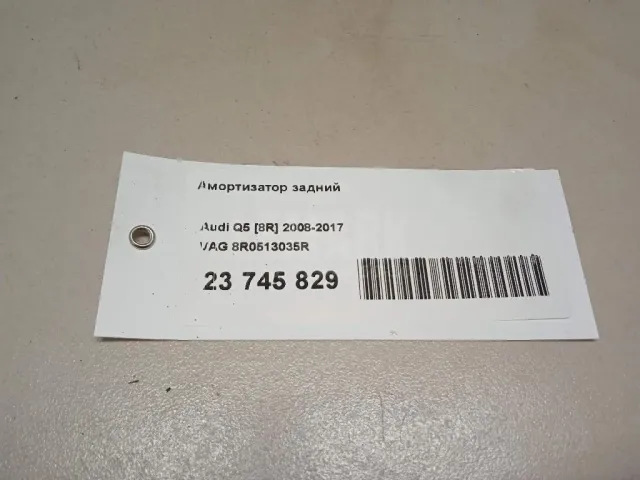 Амортизатор задний
Audi Q5 [8R] 2008-2017
VAG 8R0513035R
23 745 829